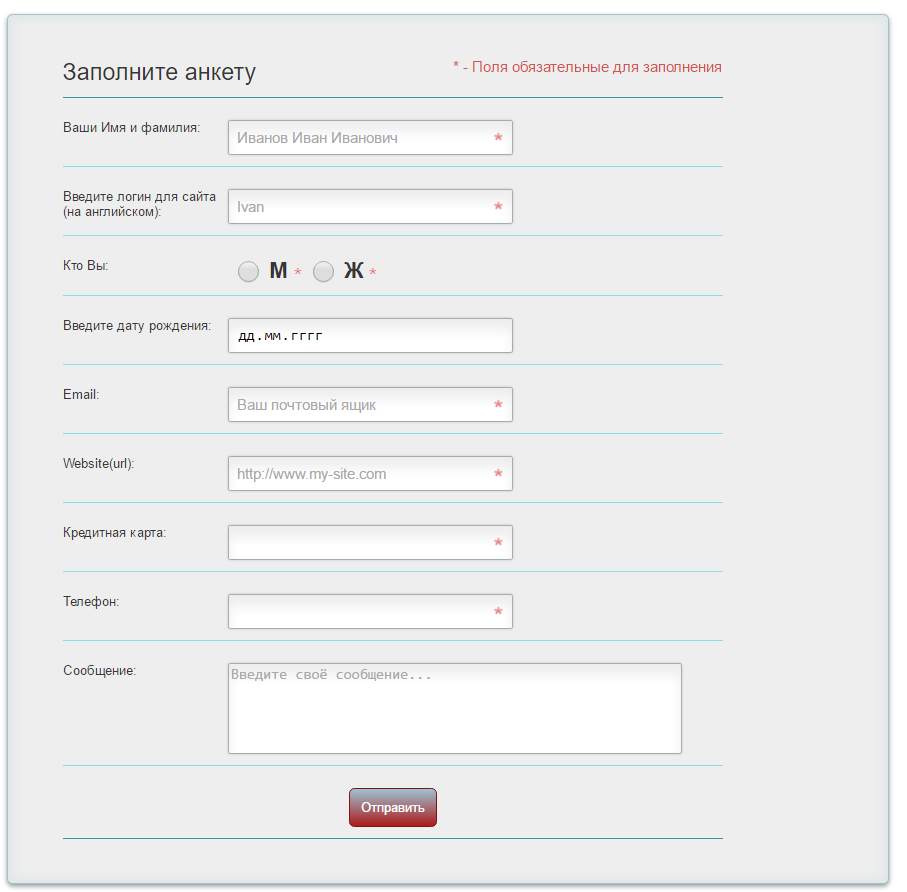 Заполните анкету
* - Поля обязательные для заполнения
Ваши Имя и фамилия:
Иванов Иван Иванович *
Введите логин для сайта
(на английском):
Ivan *
Кто Вы:
М * Ж *
Введите дату рождения:
дд.мм.гггг
Email:
Ваш почтовый ящик *
Website(url):
http://www.my-site.com *
Кредитная карта:
*
Телефон:
*
Сообщение:
Введите своё сообщение...
Отправить